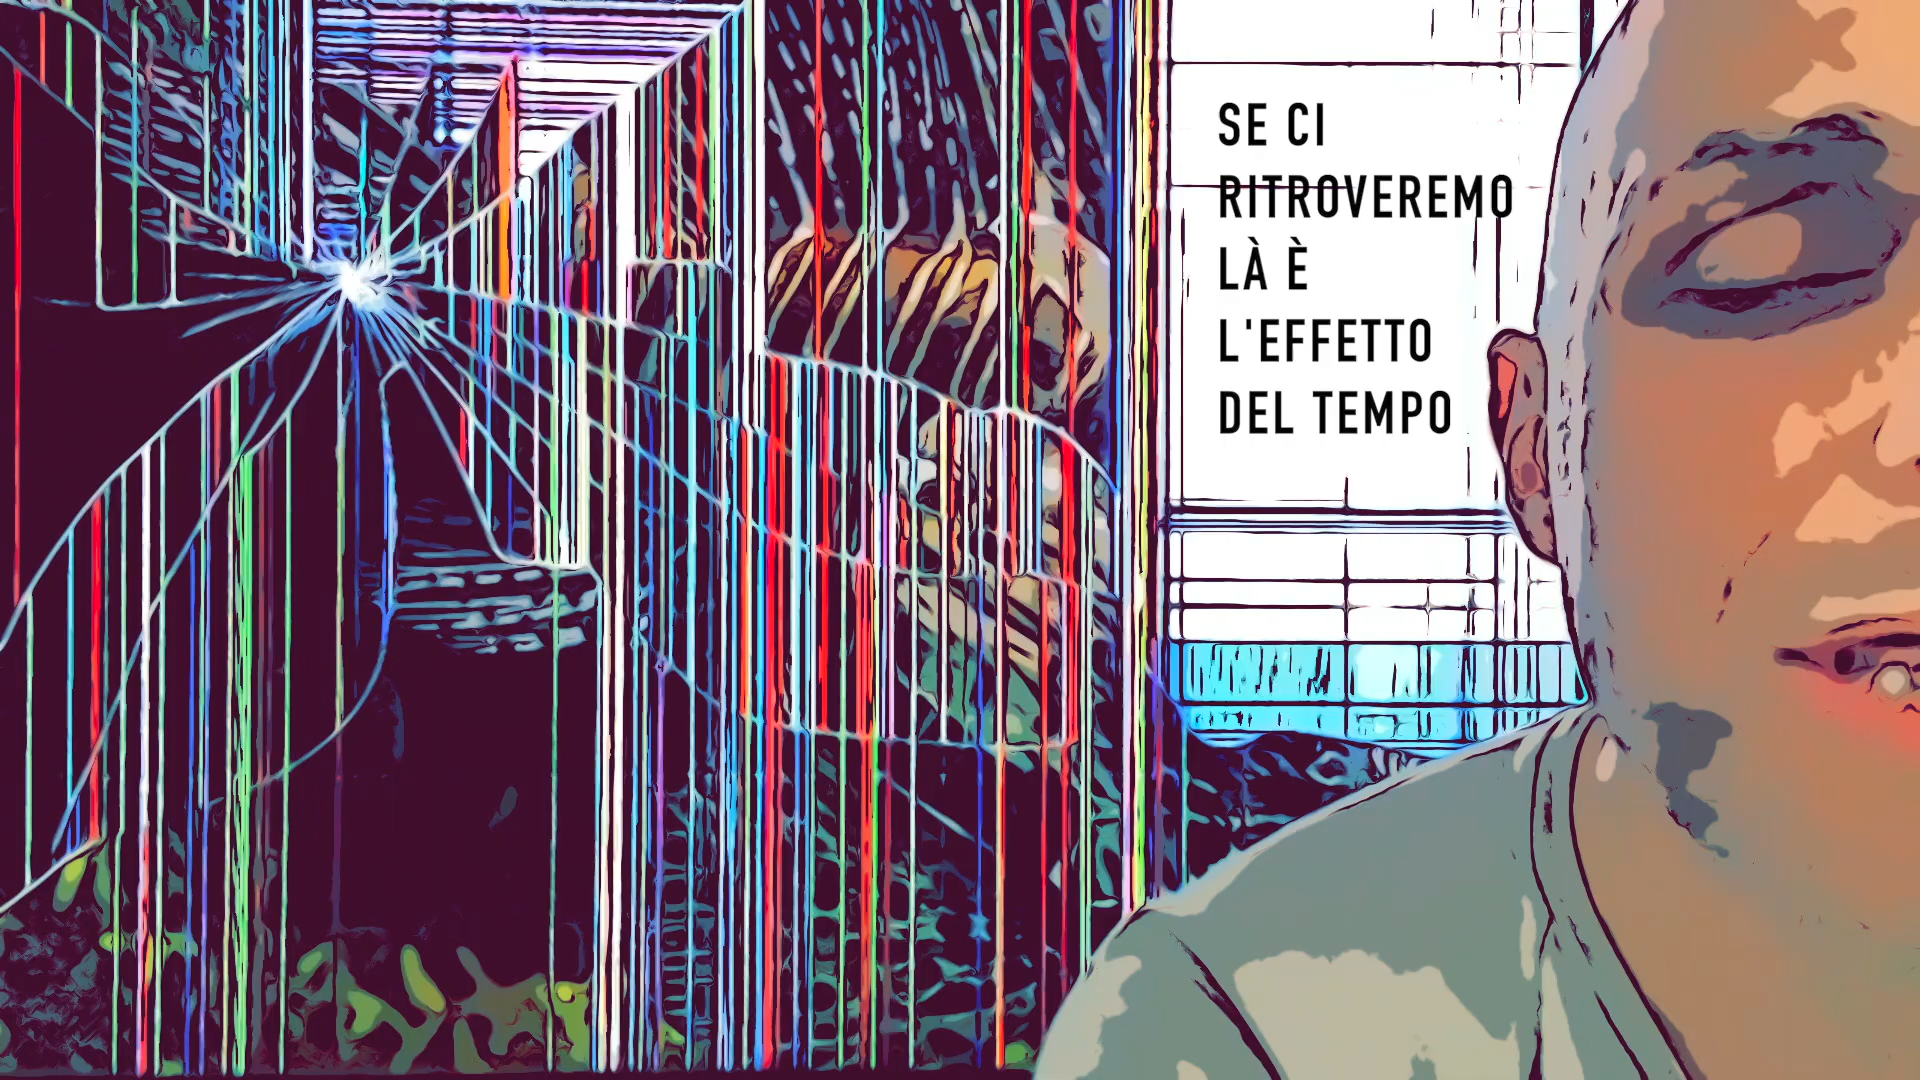 SE CI
RITROVEREMO
LÀ È
L'EFFETTO
DEL TEMPO